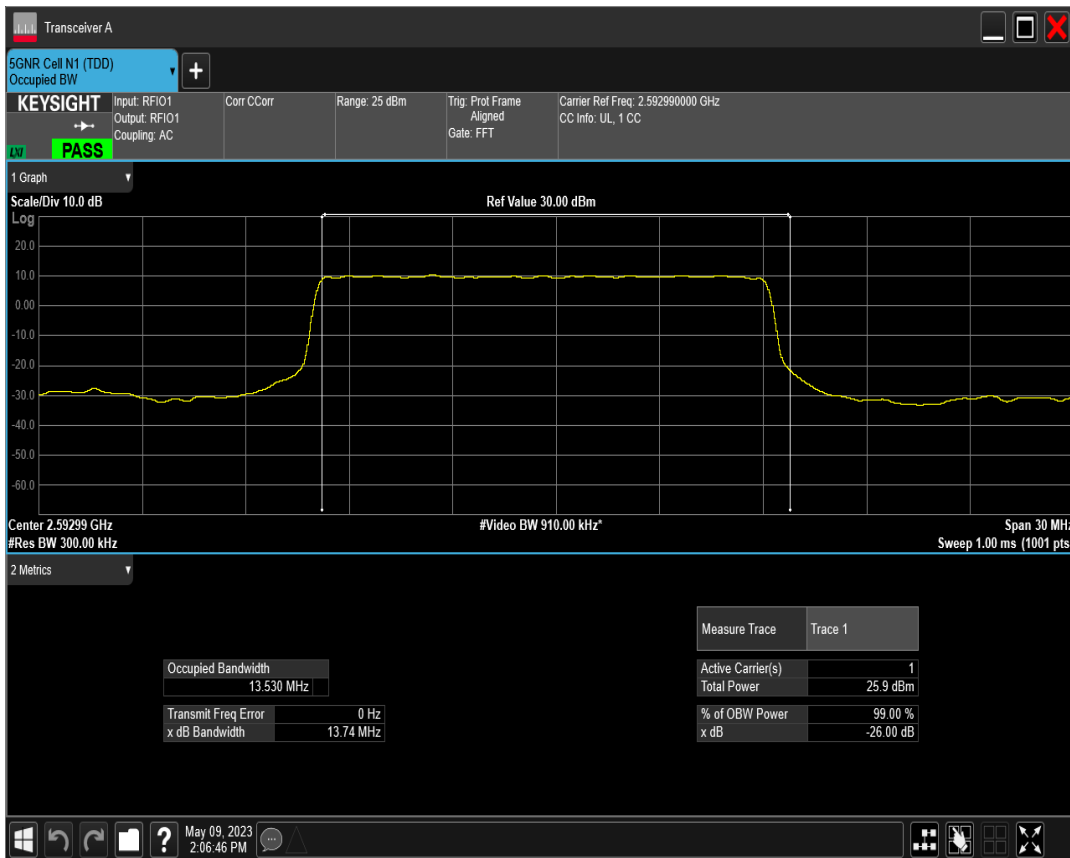 Transceiver A
5GNR Cell N1 (TDD)
Occupied BW
+
KEYSIGHT
LXI
PASS
Input: RFIO1
Output: RFIO1
Coupling: AC
Corr CCorr
Range: 25 dBm
Trig: Prot Frame
Aligned
Gate: FFT
Carrier Ref Freq: 2.592990000 GHz
CC Info: UL, 1 CC
1 Graph
Scale/Div 10.0 dB
Ref Value 30.00 dBm
Log
20.0
10.0
0.00
-10.0
-20.0
-30.0
-40.0
-50.0
-60.0
Center 2.59299 GHz
#Video BW 910.00 kHz*
Span 30 MHz
#Res BW 300.00 kHz
Sweep 1.00 ms (1001 pts
2 Metrics
Measure Trace Trace 1
Occupied Bandwidth
13.530 MHz
Active Carrier(s) 1
Total Power 25.9 dBm
Transmit Freq Error 0 Hz
x dB Bandwidth 13.74 MHz
% of OBW Power 99.00 %
x dB -26.00 dB
?
May 09, 2023
2:06:46 PM